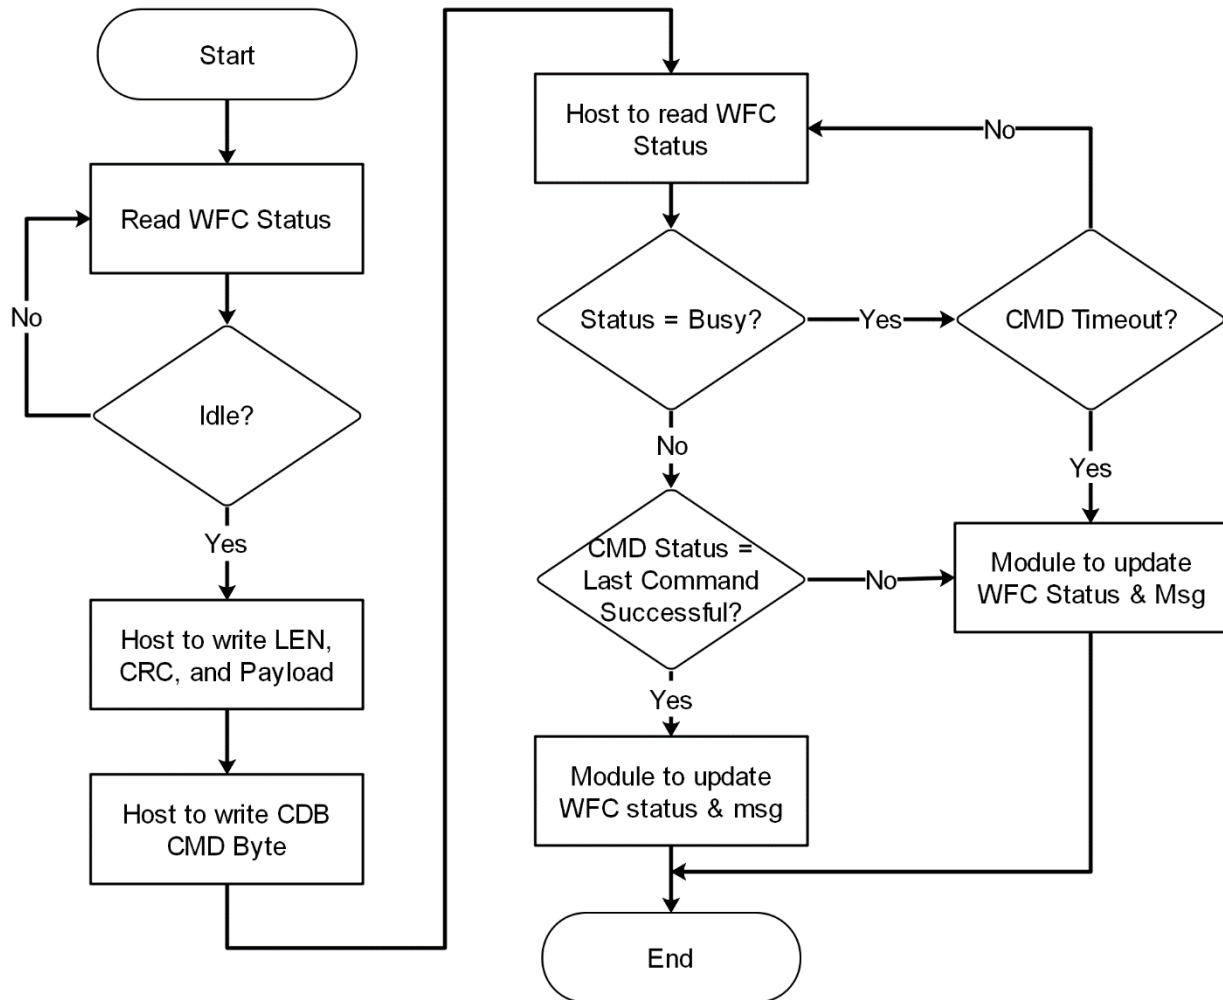 Start
Read WFC Status
No
Idle?
Yes
Host to write LEN,
CRC, and Payload
Host to write CDB
CMD Byte
Host to read WFC
Status
No
Status = Busy?
Yes
CMD Timeout?
No
Yes
CMD Status =
Last Command
Successful?
No
Module to update
WFC Status & Msg
Yes
Module to update
WFC status & msg
End